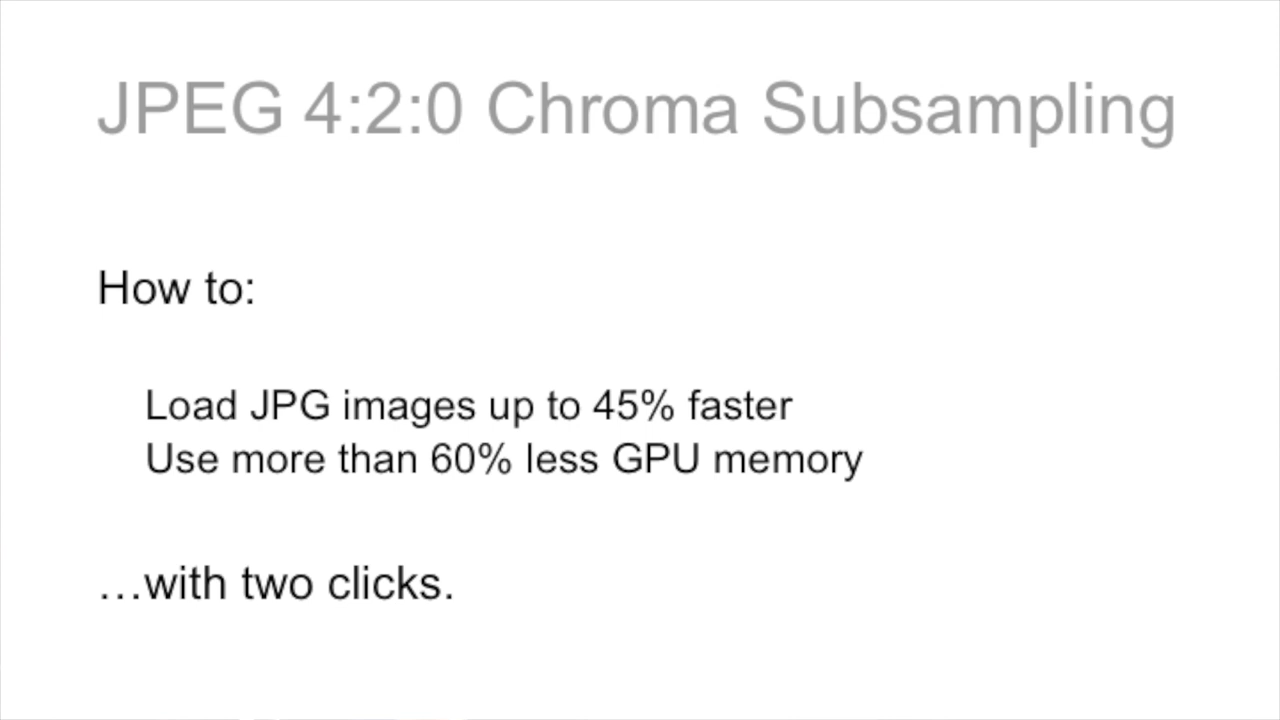 JPEG 4:2:0 Chroma Subsampling
How to:
Load JPG images up to 45% faster
Use more than 60% less GPU memory
…with two clicks.